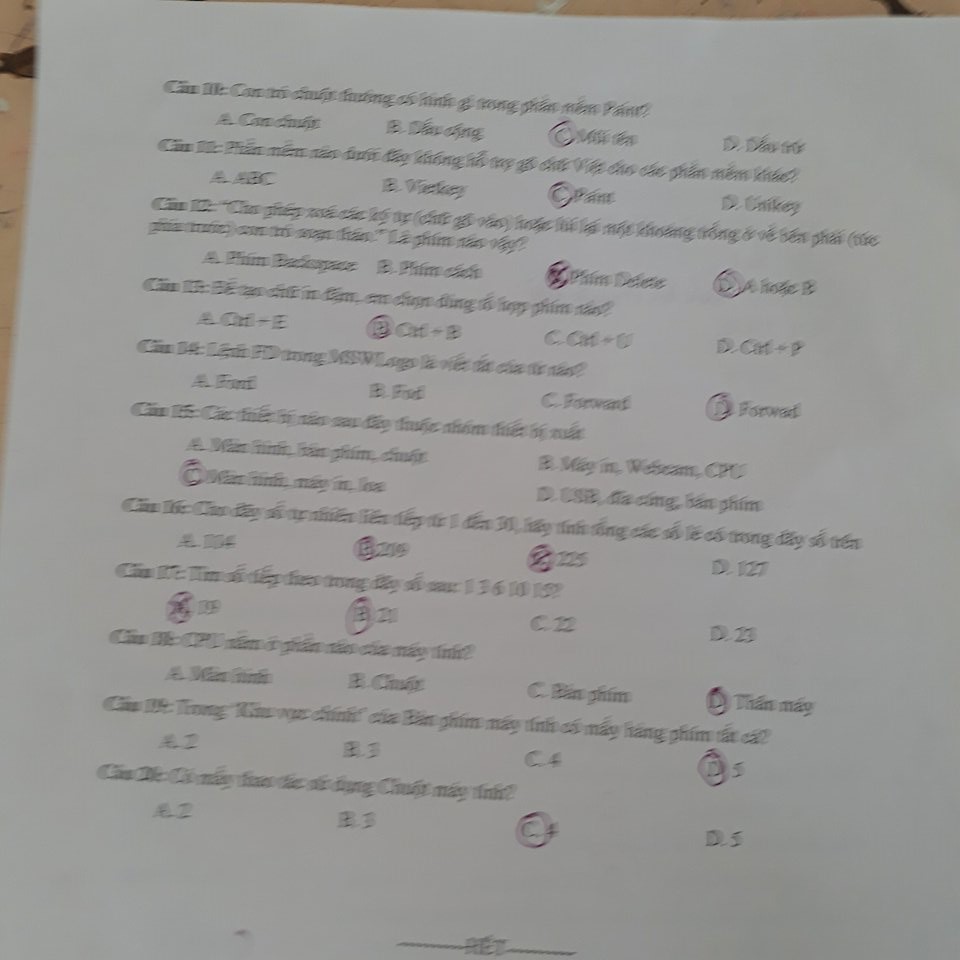 Câu 10: Con trỏ chuột thường có hình gì trong phần mềm Paint?
A. Con chuột B. Dấu cộng C. Mũi tên D. Dấu trừ
Câu 11: Phần mềm nào dưới đây không hỗ trợ gõ chữ Việt cho các phần mềm khác?
A. ABC B. Vietkey C. Paint D. Unikey
Câu 12: "Cho phép xoá các ký tự (chữ gõ vào) hoặc lùi lại một khoảng trống ở về bên phải (tức
phía trước) con trỏ soạn thảo." Là phím nào vậy?
A. Phím Backspace B. Phím cách C. Phím Delete D. A hoặc B
Câu 13: Để tạo chữ in đậm, em chọn dùng tổ hợp phím nào?
A. Ctrl + E B. Ctrl + B C. Ctrl + U D. Ctrl + P
Câu 14: Lệnh FD trong MSWLogo là viết tắt của từ nào?
A. Ford B. Fod C. Forward D. Forwad
Câu 15: Các thiết bị nào sau đây thuộc nhóm thiết bị xuất:
A. Màn hình, bàn phím, chuột B. Máy in, Webcam, CPU
C. Màn hình, máy in, loa D. USB, đĩa cứng, bàn phím
Câu 16: Cho dãy số tự nhiên liên tiếp từ 1 đến 30, hãy tính tổng các số lẻ có trong dãy số trên
A. 104 B. 209 C. 225 D. 127
Câu 17: Tìm số tiếp theo trong dãy số sau: 1 3 6 10 15?
A. 19 B. 21 C. 22 D. 23
Câu 18: CPU nằm ở phần nào của máy tính?
A. Màn hình B. Chuột C. Bàn phím D. Thân máy
Câu 19: Trong "Khu vực chính" của Bàn phím máy tính có mấy hàng phím tất cả?
A. 2 B. 3 C. 4 D. 5
Câu 20: Có mấy thao tác sử dụng Chuột máy tính?
A. 2 B. 3 C. 4 D. 5
HẾT